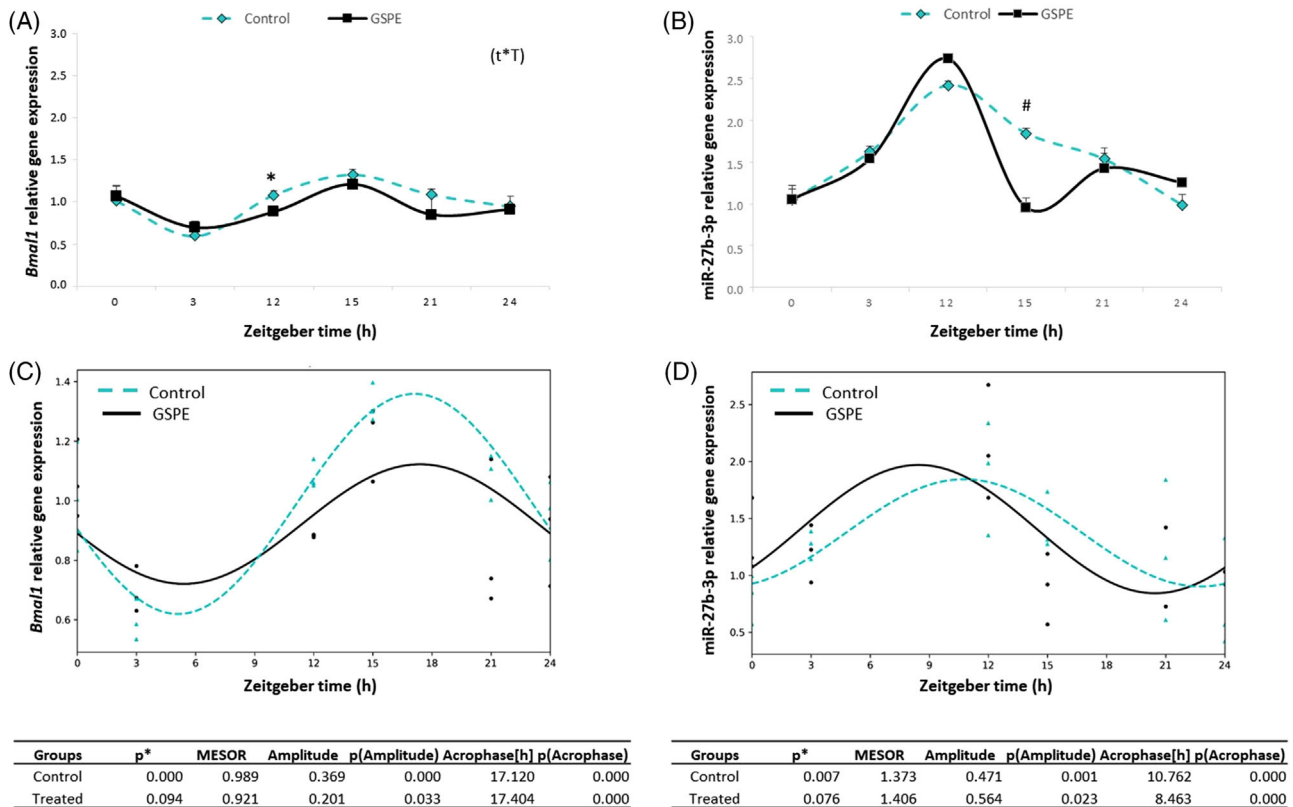 (A)
Control
GSPE
Bmal1 relative gene expression
3.0
2.5
2.0
1.5
1.0
0.5
0.0
(t*T)
*
0 3 12 15 21 24
Zeitgeber time (h)
(B)
Control
GSPE
miR-27b-3p relative gene expression
3.0
2.5
2.0
1.5
1.0
0.5
0.0
#
0 3 12 15 21 24
Zeitgeber time (h)
(C)
Control
GSPE
Bmal1 relative gene expression
1.4
1.2
1.0
0.8
0.6
0 3 6 9 12 15 21 24
Zeitgeber time (h)
(D)
Control
GSPE
miR-27b-3p relative gene expression
2.5
2.0
1.5
1.0
0.5
0 3 6 9 12 15 18 21 24
Zeitgeber time (h)
Groups p* MESOR Amplitude p(Amplitude) Acrophase[h] p(Acrophase)
Control 0.000 0.989 0.369 0.000 17.120 0.000
Treated 0.094 0.921 0.201 0.033 17.404 0.000
Groups p* MESOR Amplitude p(Amplitude) Acrophase[h] p(Acrophase)
Control 0.007 1.373 0.471 0.001 10.762 0.000
Treated 0.076 1.406 0.564 0.023 8.463 0.000